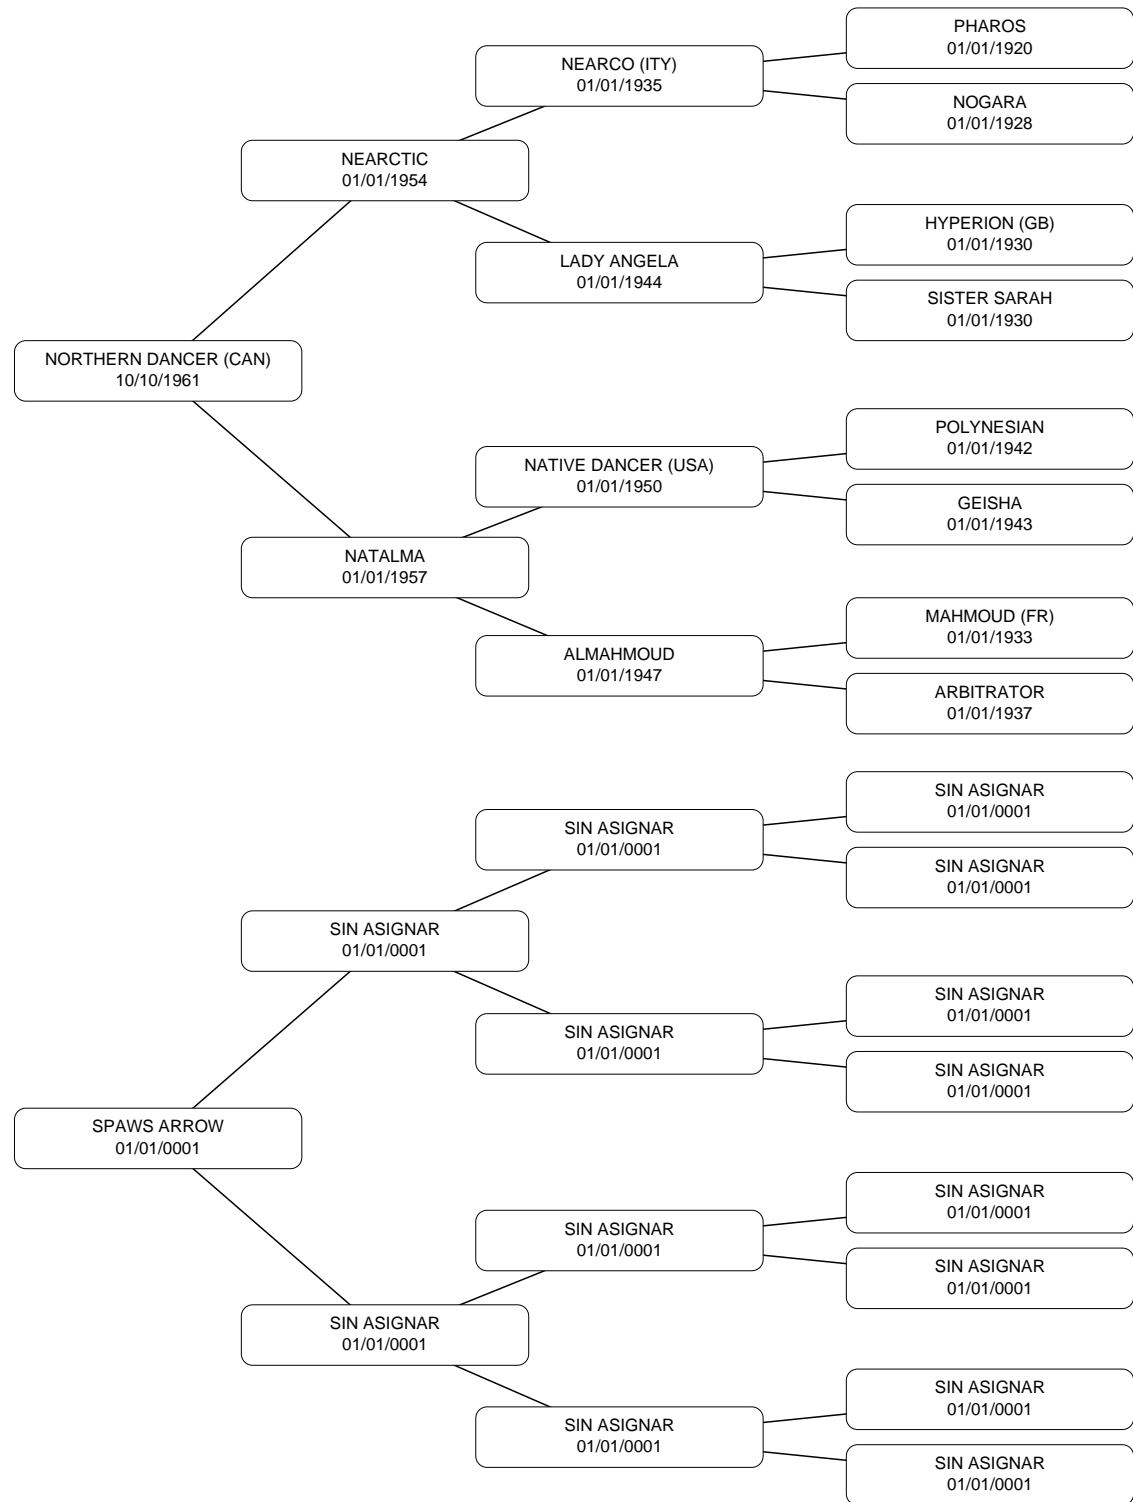 PHAROS
01/01/1920
NEARCO (ITY)
01/01/1935
NOGARA
01/01/1928
NEARCTIC
01/01/1954
HYPERION (GB)
01/01/1930
LADY ANGELA
01/01/1944
SISTER SARAH
01/01/1930
NORTHERN DANCER (CAN)
10/10/1961
POLYNESIAN
01/01/1942
NATIVE DANCER (USA)
01/01/1950
GEISHA
01/01/1943
NATALMA
01/01/1957
MAHMOUD (FR)
01/01/1933
ALMAHMOUD
01/01/1947
ARBITRATOR
01/01/1937
SIN ASIGNAR
01/01/0001
SIN ASIGNAR
01/01/0001
SIN ASIGNAR
01/01/0001
SIN ASIGNAR
01/01/0001
SIN ASIGNAR
01/01/0001
SIN ASIGNAR
01/01/0001
SIN ASIGNAR
01/01/0001
SPAWS ARROW
01/01/0001
SIN ASIGNAR
01/01/0001
SIN ASIGNAR
01/01/0001
SIN ASIGNAR
01/01/0001
SIN ASIGNAR
01/01/0001
SIN ASIGNAR
01/01/0001
SIN ASIGNAR
01/01/0001
SIN ASIGNAR
01/01/0001